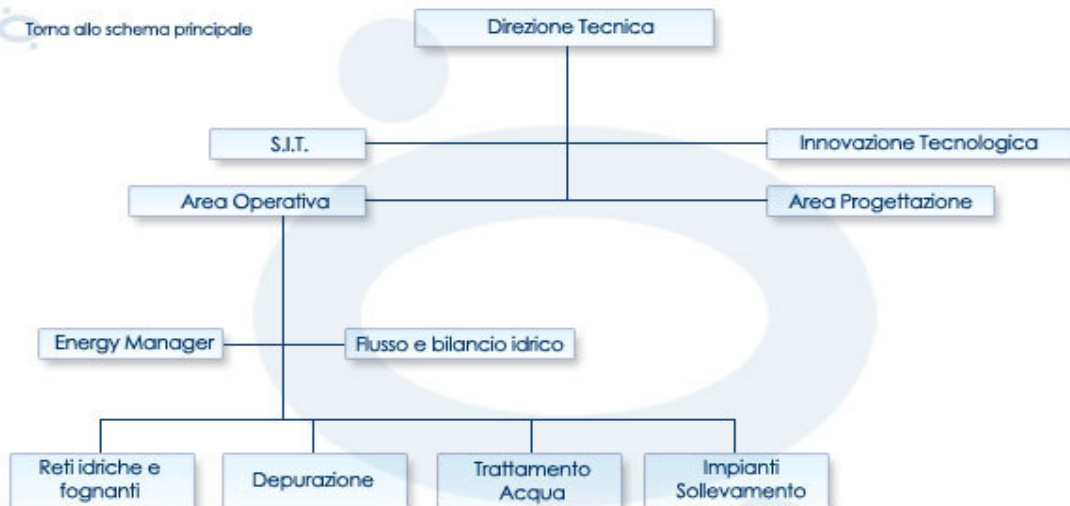 Torna allo schema principale
Direzione Tecnica
S.I.T.
Innovazione Tecnologica
Area Operativa
Area Progettazione
Energy Manager
Flusso e bilancio idrico
Reti idriche e
fognanti
Depurazione
Trattamento
Acqua
Impianti
Sollevamento